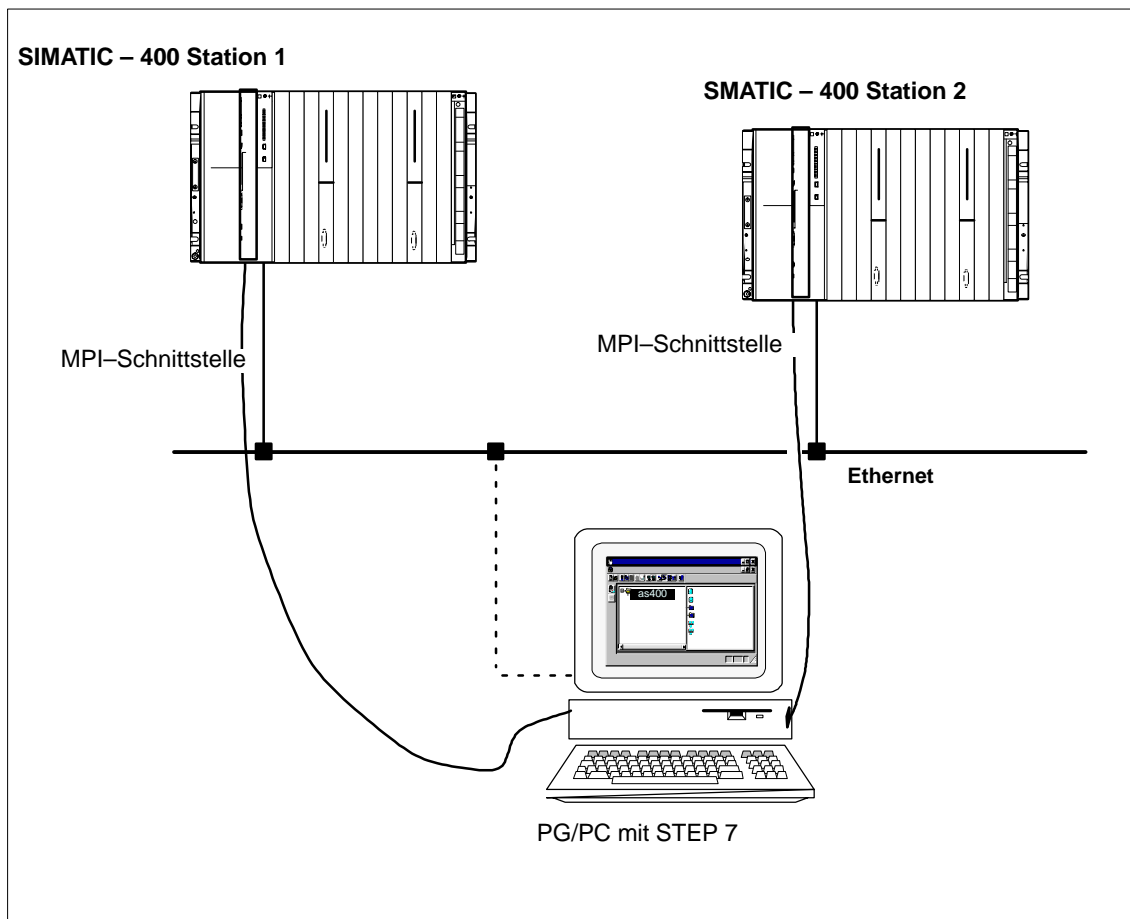 SIMATIC – 400 Station 1
SMATIC – 400 Station 2
MPI–Schnittstelle
MPI–Schnittstelle
Ethernet
as400
PG/PC mit STEP 7